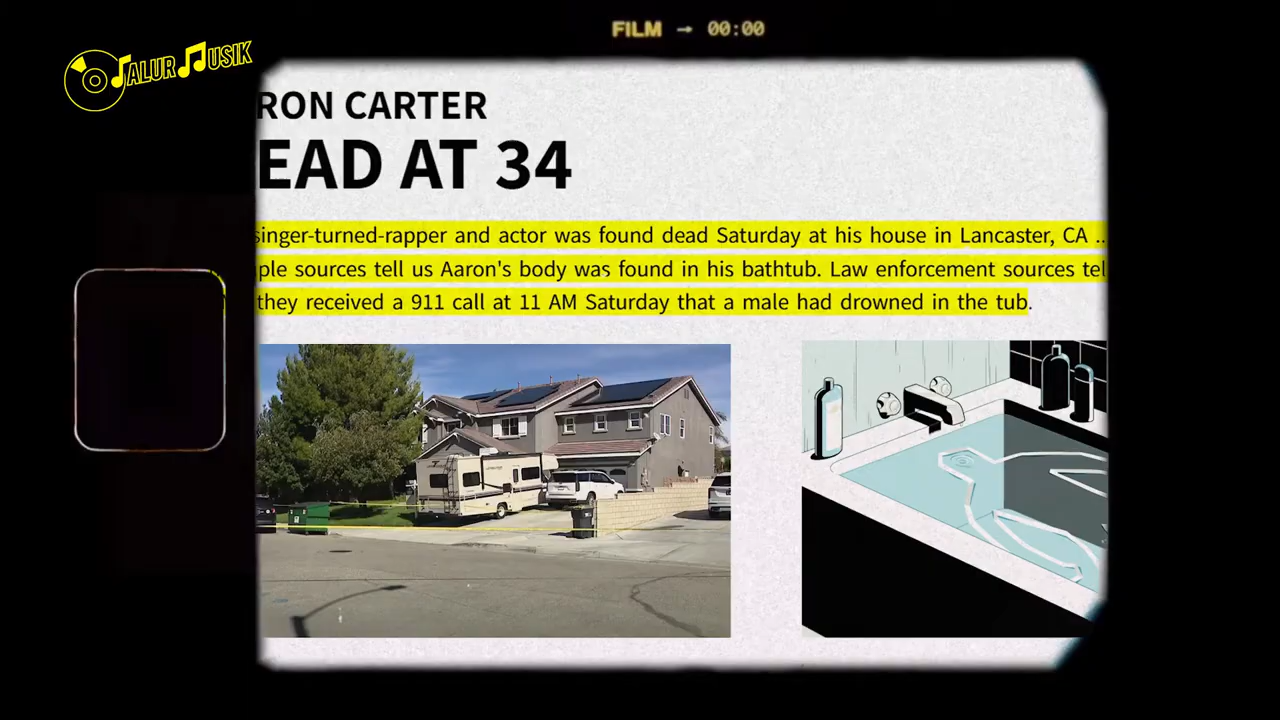 FILM → 00:00
JALUR MUSIK
RON CARTER
EAD AT 34
singer-turned-rapper and actor was found dead Saturday at his house in Lancaster, CA ..
ple sources tell us Aaron's body was found in his bathtub. Law enforcement sources tel
they received a 911 call at 11 AM Saturday that a male had drowned in the tub.